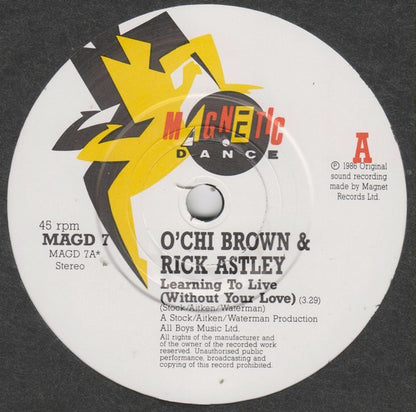 MAGNETIC
DANCE
A
℗ 1986 Original
sound recording
made by Magnet
Records Ltd.
45 rpm
MAGD 7
MAGD 7A*
Stereo
O'CHI BROWN &
RICK ASTLEY
Learning To Live
(Without Your Love) (3.29)
(Stock/Aitken/Waterman)
A Stock/Aitken/Waterman Production
All Boys Music Ltd.
All rights of the manufacturer and
of the owner of the recorded work
reserved. Unauthorised public
performance, broadcasting and
copying of this record prohibited.